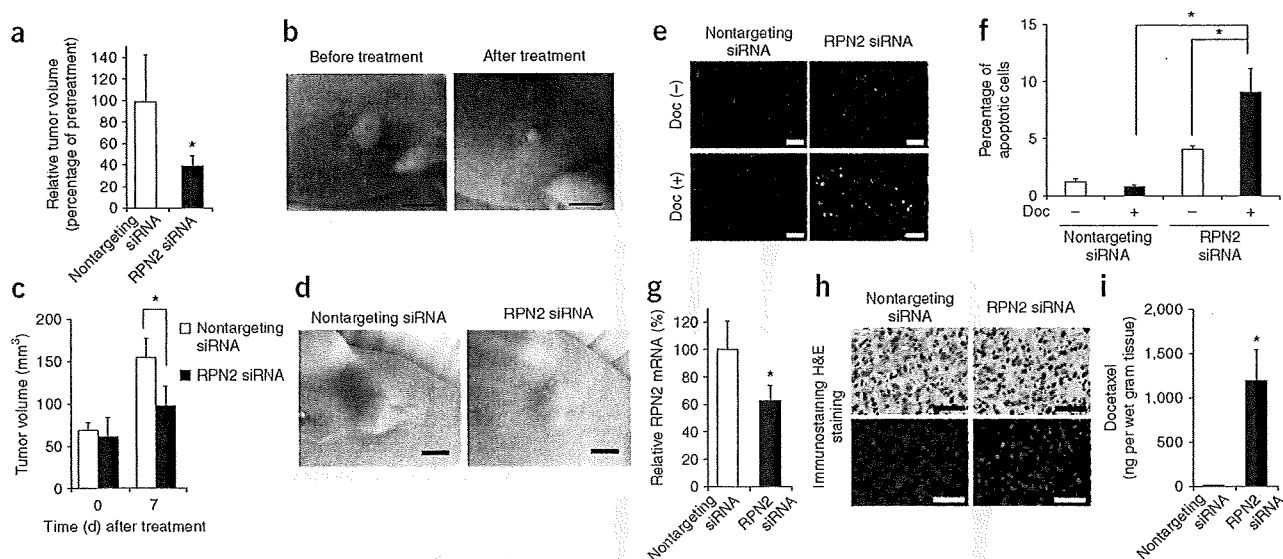 a
Relative tumor volume
(percentage of pretreatment)
140
120
100
80
60
40
20
0
*
Nontargeting
siRNA
RPN2 siRNA
b
Before treatment
After treatment
c
Tumor volume (mm³)
200
150
100
50
0
*
Nontargeting
siRNA
RPN2 siRNA
0
7
Time (d) after treatment
d
Nontargeting siRNA
RPN2 siRNA
e
Nontargeting
siRNA
RPN2 siRNA
Doc (–)
Doc (+)
f
Percentage of
apoptotic cells
15
10
5
0
*
*
Doc – + – +
Nontargeting
siRNA
RPN2
siRNA
g
Relative RPN2 mRNA (%)
120
100
80
60
40
20
0
*
Nontargeting
siRNA
RPN2
siRNA
h
Nontargeting
siRNA
RPN2 siRNA
Immunostaining H&E
staining
i
Docetaxel
(ng per wet gram tissue)
2,000
1,500
1,000
500
0
*
Nontargeting
siRNA
RPN2
siRNA